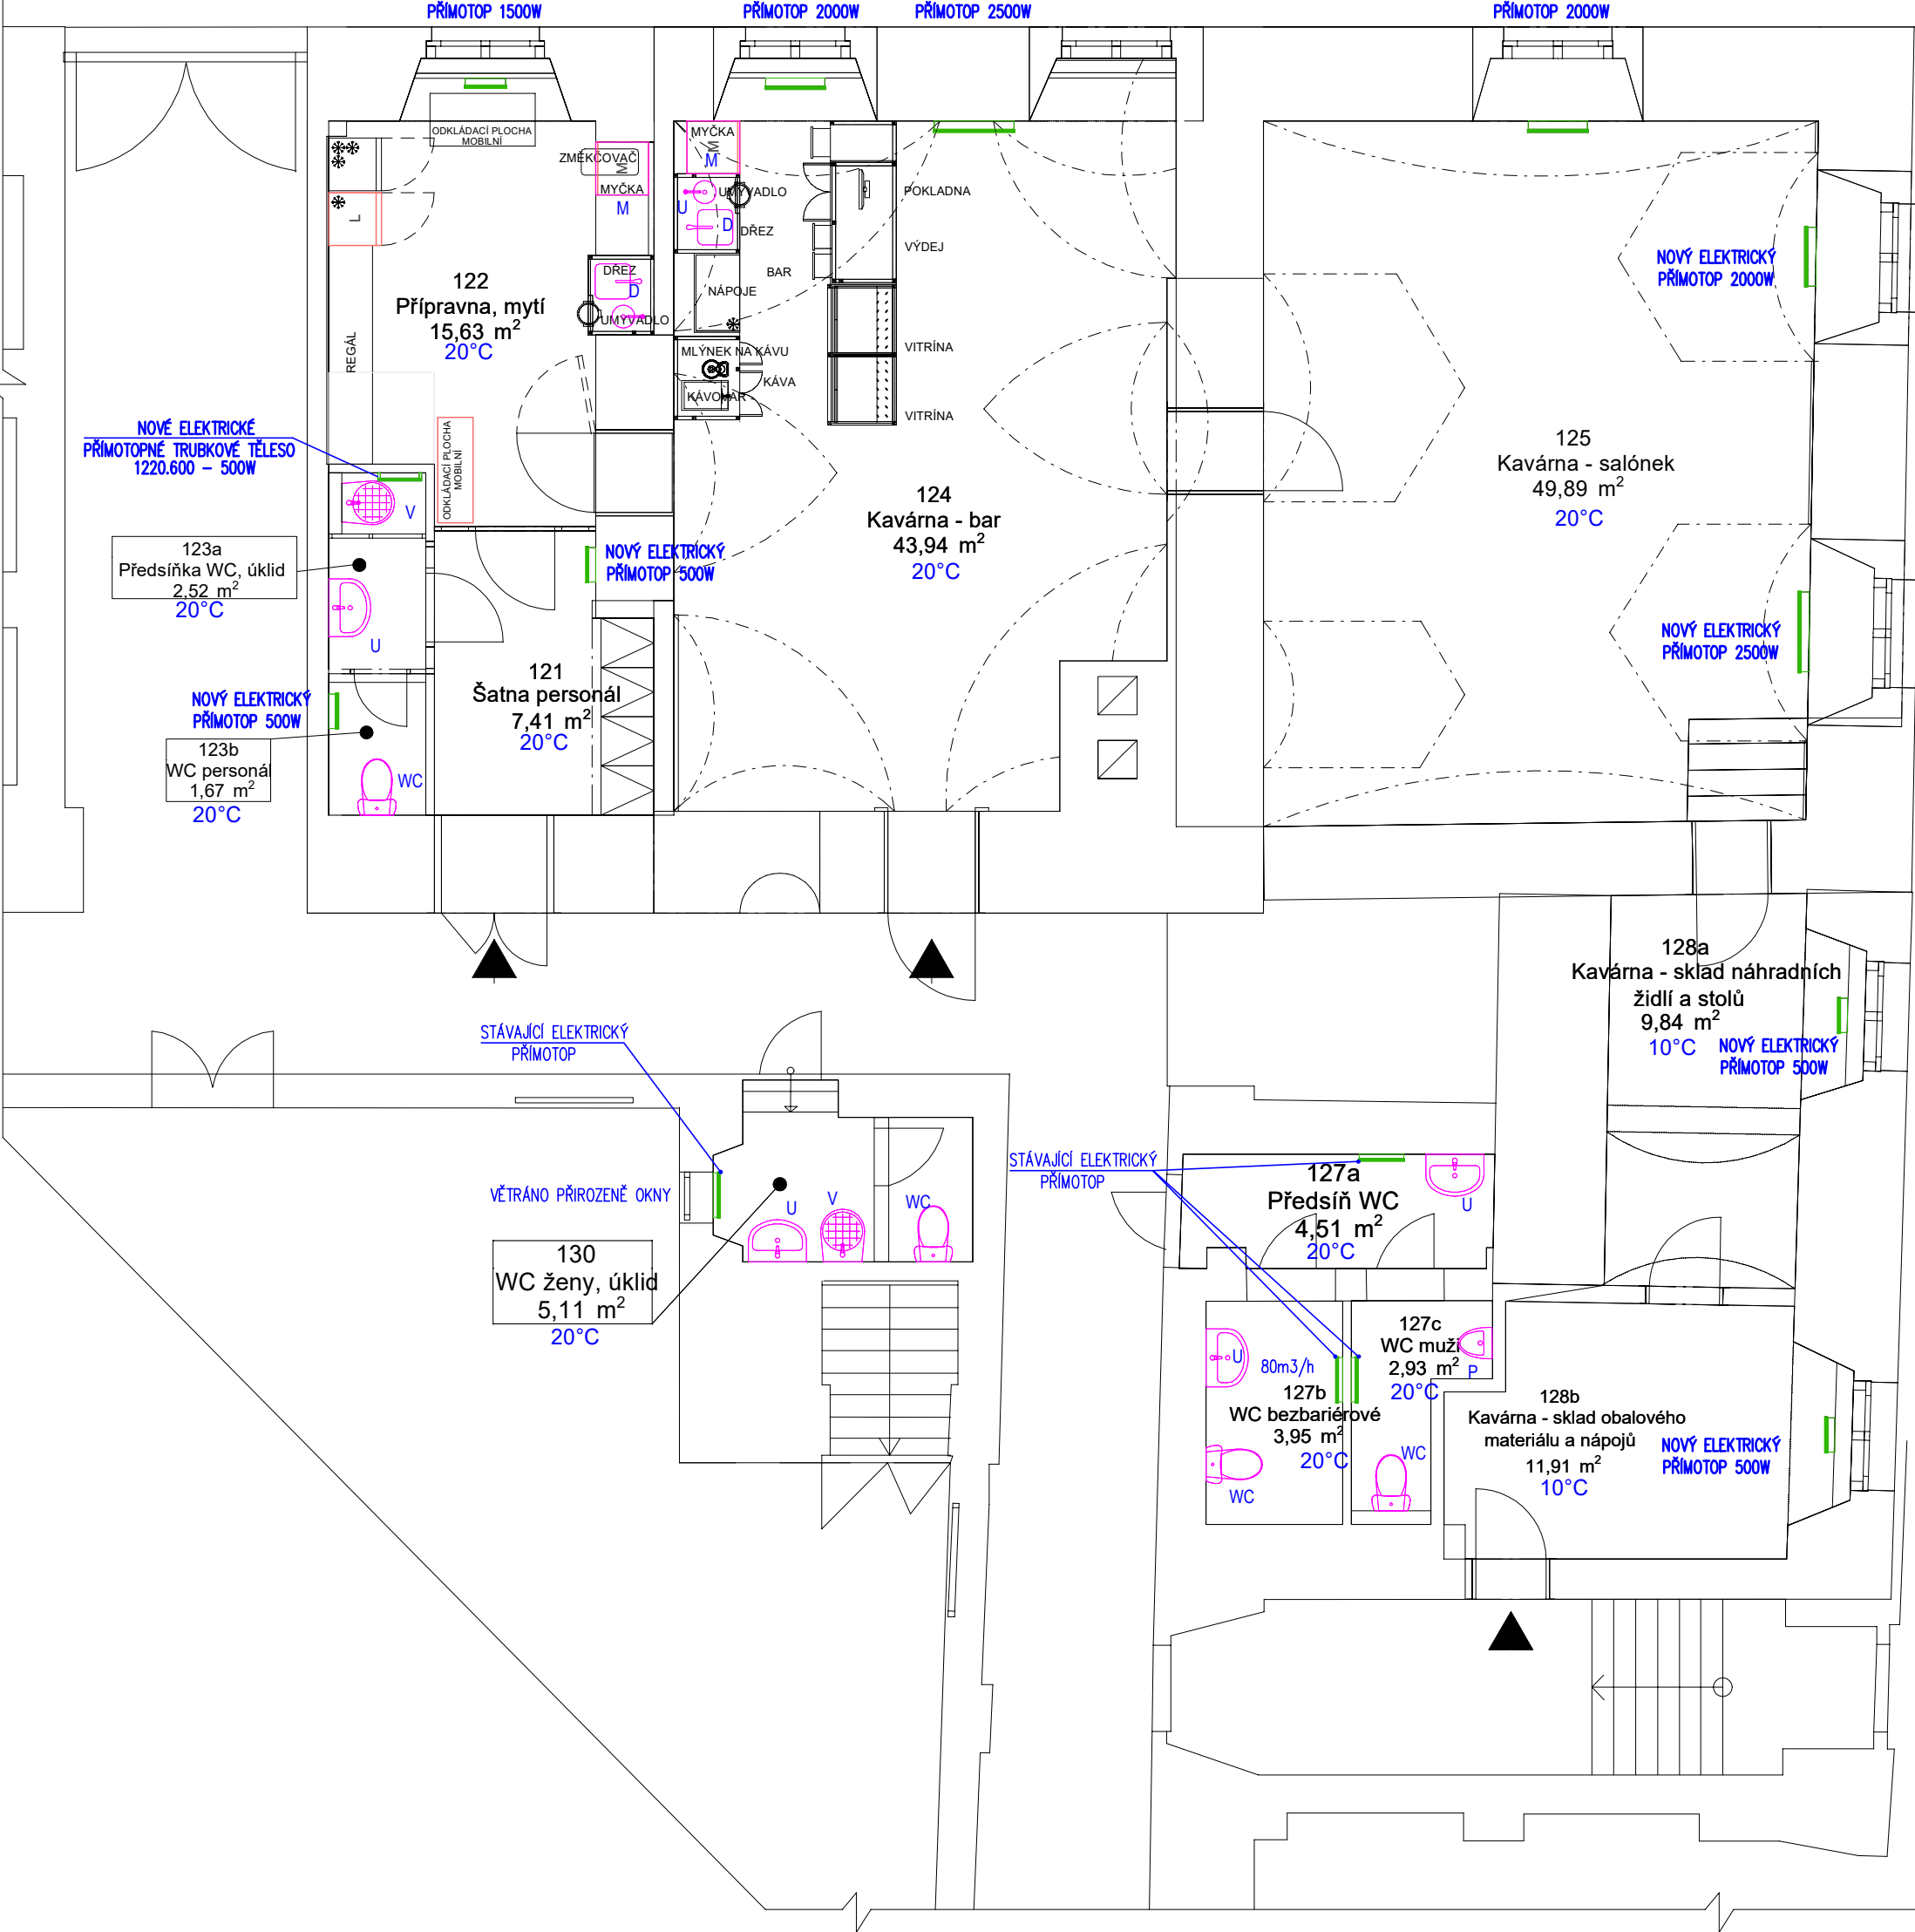 PŘÍMOTOP 1500W
PŘÍMOTOP 2000W
PŘÍMOTOP 2500W
PŘÍMOTOP 2000W
ODKLÁDACÍ PLOCHA
MOBILNÍ
ZMĚKČOVAČ
M
MYČKA
M
L
DŘEZ
D
UMYVADLO
122
Přípravna, mytí
15,63 m²
20°C
REGÁL
ODKLÁDACÍ PLOCHA
MOBILNÍ
MYČKA
M
M
UMYVADLO
U
D
DŘEZ
BAR
NÁPOJE
MLÝNEK NA KÁVU
KÁVA
KÁVOVAR
POKLADNA
VÝDEJ
VITRÍNA
VITRÍNA
NOVÝ ELEKTRICKÝ
PŘÍMOTOP 2000W
125
Kavárna - salónek
49,89 m²
20°C
NOVÉ ELEKTRICKÉ
PŘÍMOTOPNÉ TRUBKOVÉ TĚLESO
1220.600 - 500W
V
124
Kavárna - bar
43,94 m²
20°C
123a
Předsíňka WC, úklid
2,52 m²
20°C
U
NOVÝ ELEKTRICKÝ
PŘÍMOTOP 500W
NOVÝ ELEKTRICKÝ
PŘÍMOTOP 2500W
121
Šatna personál
7,41 m²
20°C
NOVÝ ELEKTRICKÝ
PŘÍMOTOP 500W
123b
WC personál
1,67 m²
20°C
WC
128a
Kavárna - sklad náhradních
židlí a stolů
9,84 m²
10°C
NOVÝ ELEKTRICKÝ
PŘÍMOTOP 500W
STÁVAJÍCÍ ELEKTRICKÝ
PŘÍMOTOP
VĚTRÁNO PŘIROZENĚ OKNY
U
V
WC
130
WC ženy, úklid
5,11 m²
20°C
STÁVAJÍCÍ ELEKTRICKÝ
PŘÍMOTOP
127a
Předsíň WC
4,51 m²
20°C
U
U
80m3/h
127b
WC bezbariérové
3,95 m²
20°C
WC
127c
WC muži
2,93 m²
20°C
P
WC
128b
Kavárna - sklad obalového
materiálu a nápojů
11,91 m²
10°C
NOVÝ ELEKTRICKÝ
PŘÍMOTOP 500W